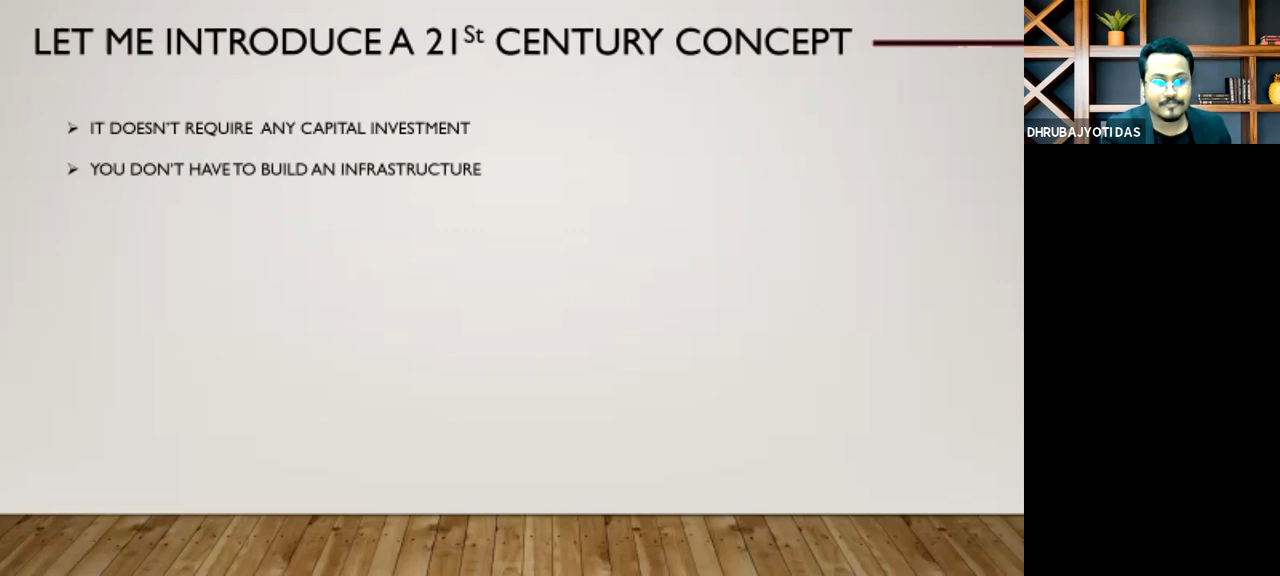 LET ME INTRODUCE A 21St CENTURY CONCEPT
IT DOESN'T REQUIRE ANY CAPITAL INVESTMENT
YOU DON'T HAVE TO BUILD AN INFRASTRUCTURE
DHRUBAJYOTI DAS